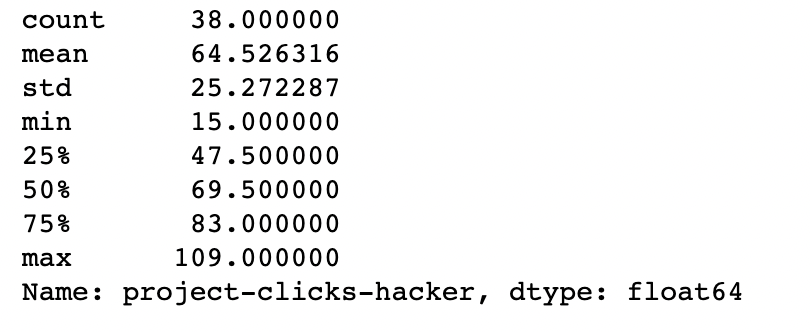 count     38.000000
mean      64.526316
std       25.272287
min       15.000000
25%       47.500000
50%       69.500000
75%       83.000000
max      109.000000
Name: project-clicks-hacker, dtype: float64